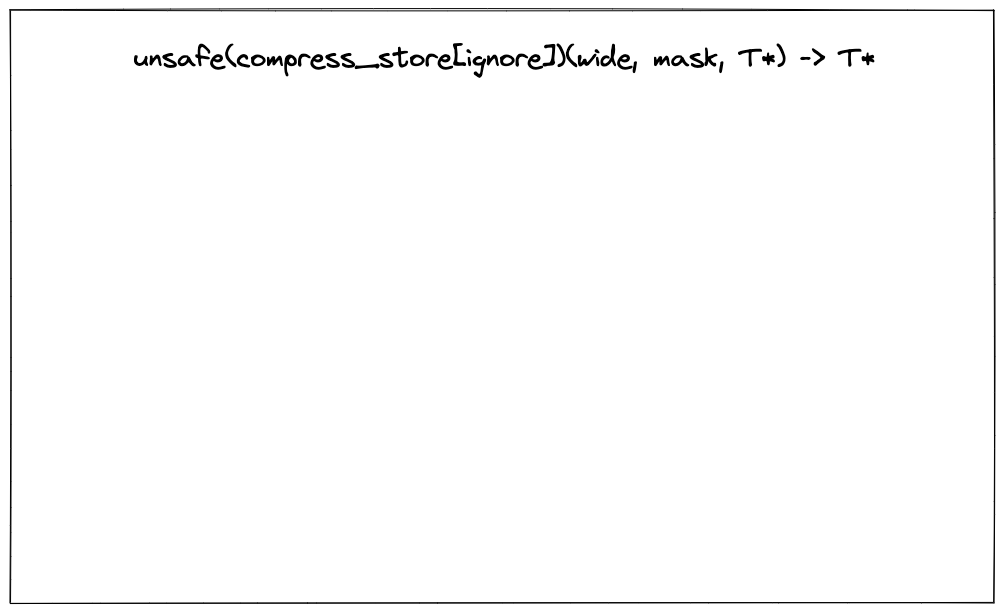 unsafe(compress_store[ignore])(wide, mask, T*) -> T*